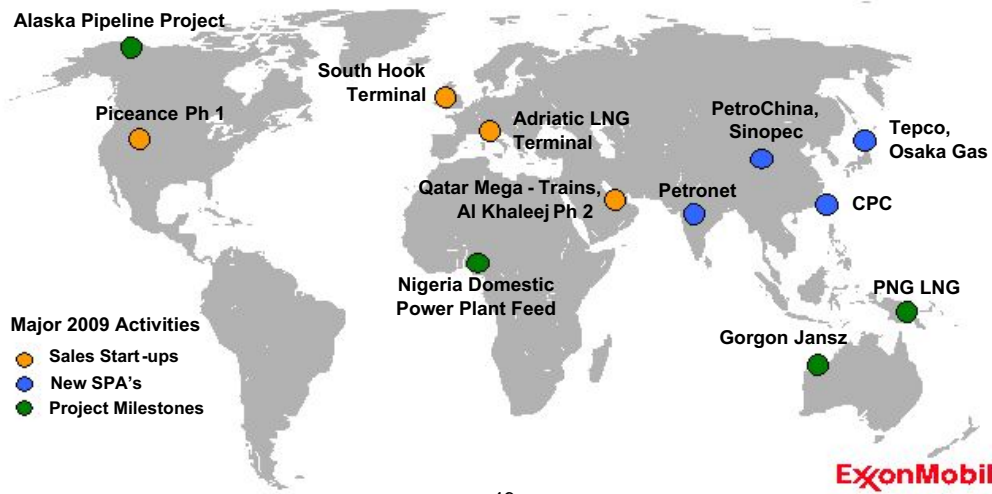 Alaska Pipeline Project
Piceance Ph 1
South Hook
Terminal
Adriatic LNG
Terminal
PetroChina,
Sinopec
Tepco,
Osaka Gas
Qatar Mega - Trains,
Al Khaleej Ph 2
Petronet
CPC
Nigeria Domestic
Power Plant Feed
PNG LNG
Gorgon Jansz
Major 2009 Activities
Sales Start-ups
New SPA's
Project Milestones
ExxonMobil